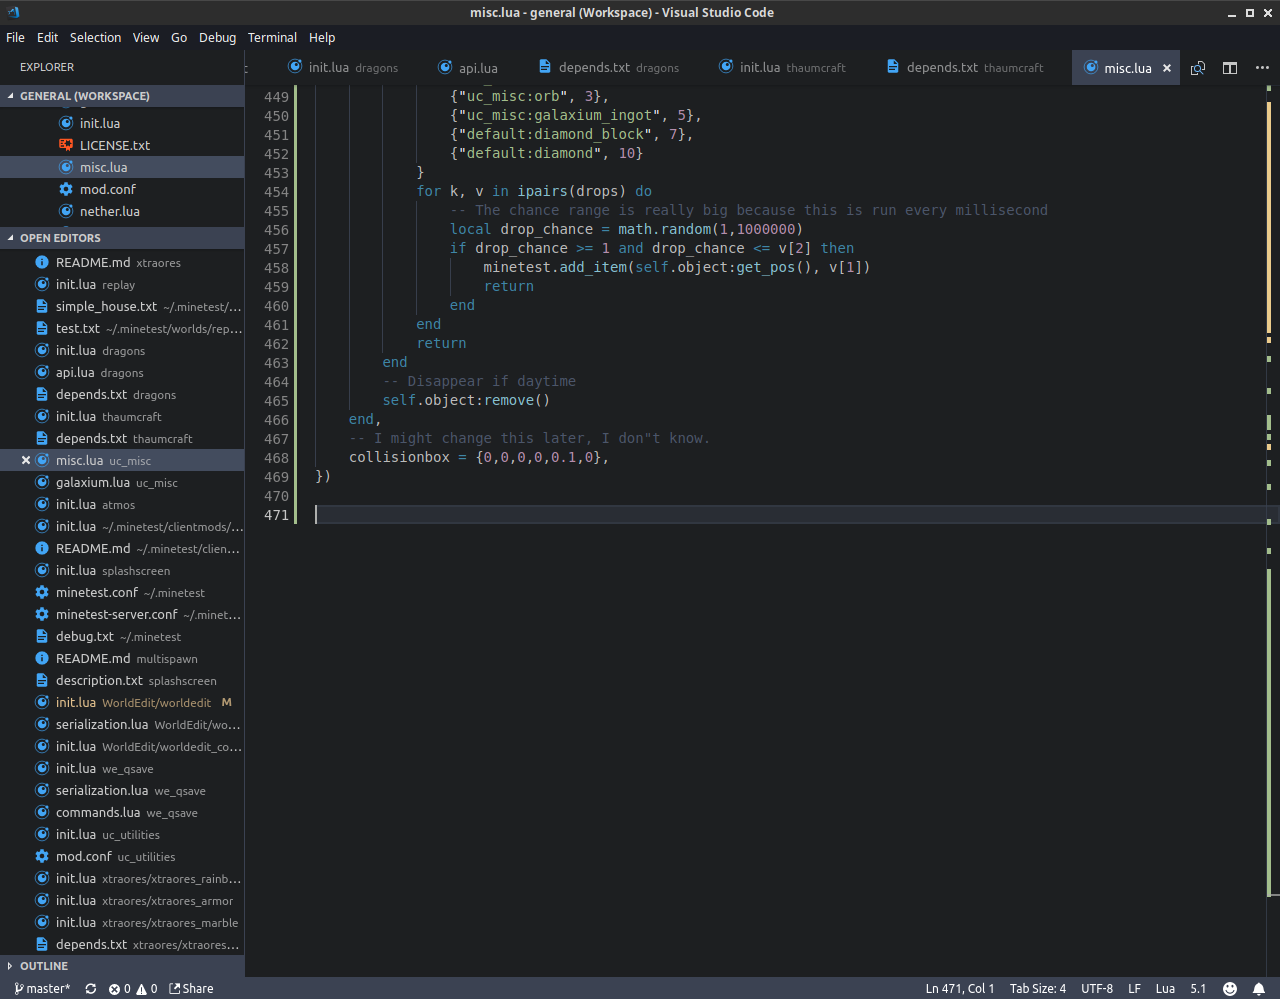 misc.lua - general (Workspace) - Visual Studio Code
File Edit Selection View Go Debug Terminal Help
EXPLORER
init.lua dragons api.lua depends.txt dragons init.lua thaumcraft depends.txt thaumcraft misc.lua
GENERAL (WORKSPACE)
init.lua
LICENSE.txt
misc.lua
mod.conf
nether.lua
OPEN EDITORS
README.md xtraores
init.lua replay
simple_house.txt ~/.minetest/...
test.txt ~/.minetest/worlds/rep...
init.lua dragons
api.lua dragons
depends.txt dragons
init.lua thaumcraft
depends.txt thaumcraft
misc.lua uc_misc
galaxium.lua uc_misc
init.lua atmos
init.lua ~/.minetest/clientmods/...
README.md ~/.minetest/clien...
init.lua splashscreen
minetest.conf ~/.minetest
minetest-server.conf ~/.minet...
debug.txt ~/.minetest
README.md multispawn
description.txt splashscreen
init.lua WorldEdit/worldedit M
serialization.lua WorldEdit/wo...
init.lua WorldEdit/worldedit_co...
init.lua we_qsave
serialization.lua we_qsave
commands.lua we_qsave
init.lua uc_utilities
mod.conf uc_utilities
init.lua xtraores/xtraores_rainb...
init.lua xtraores/xtraores_armor
init.lua xtraores/xtraores_marble
depends.txt xtraores/xtraores...
OUTLINE
449 {"uc_misc:orb", 3},
450 {"uc_misc:galaxium_ingot", 5},
451 {"default:diamond_block", 7},
452 {"default:diamond", 10}
453 }
454 for k, v in ipairs(drops) do
455 -- The chance range is really big because this is run every millisecond
456 local drop_chance = math.random(1,1000000)
457 if drop_chance >= 1 and drop_chance <= v[2] then
458 minetest.add_item(self.object:get_pos(), v[1])
459 return
460 end
461 end
462 return
463 end
464 -- Disappear if daytime
465 self.object:remove()
466 end,
467 -- I might change this later, I don"t know.
468 collisionbox = {0,0,0,0,0.1,0},
469 })
470
471
master* 0 0 Share Ln 471, Col 1 Tab Size: 4 UTF-8 LF Lua 5.1